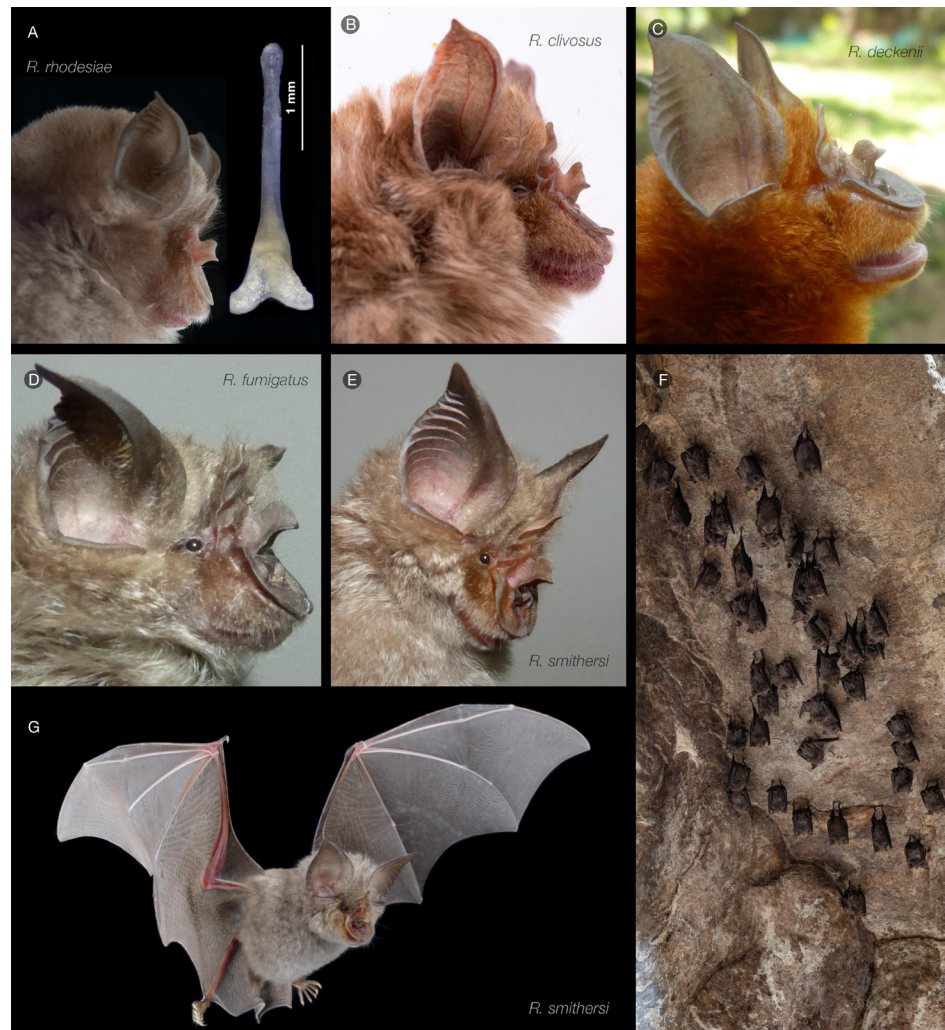 A
R. rhodesiae
1 mm
B
R. clivosus
C
R. deckenii
D
R. fumigatus
E
R. smithersi
F
G
R. smithersi